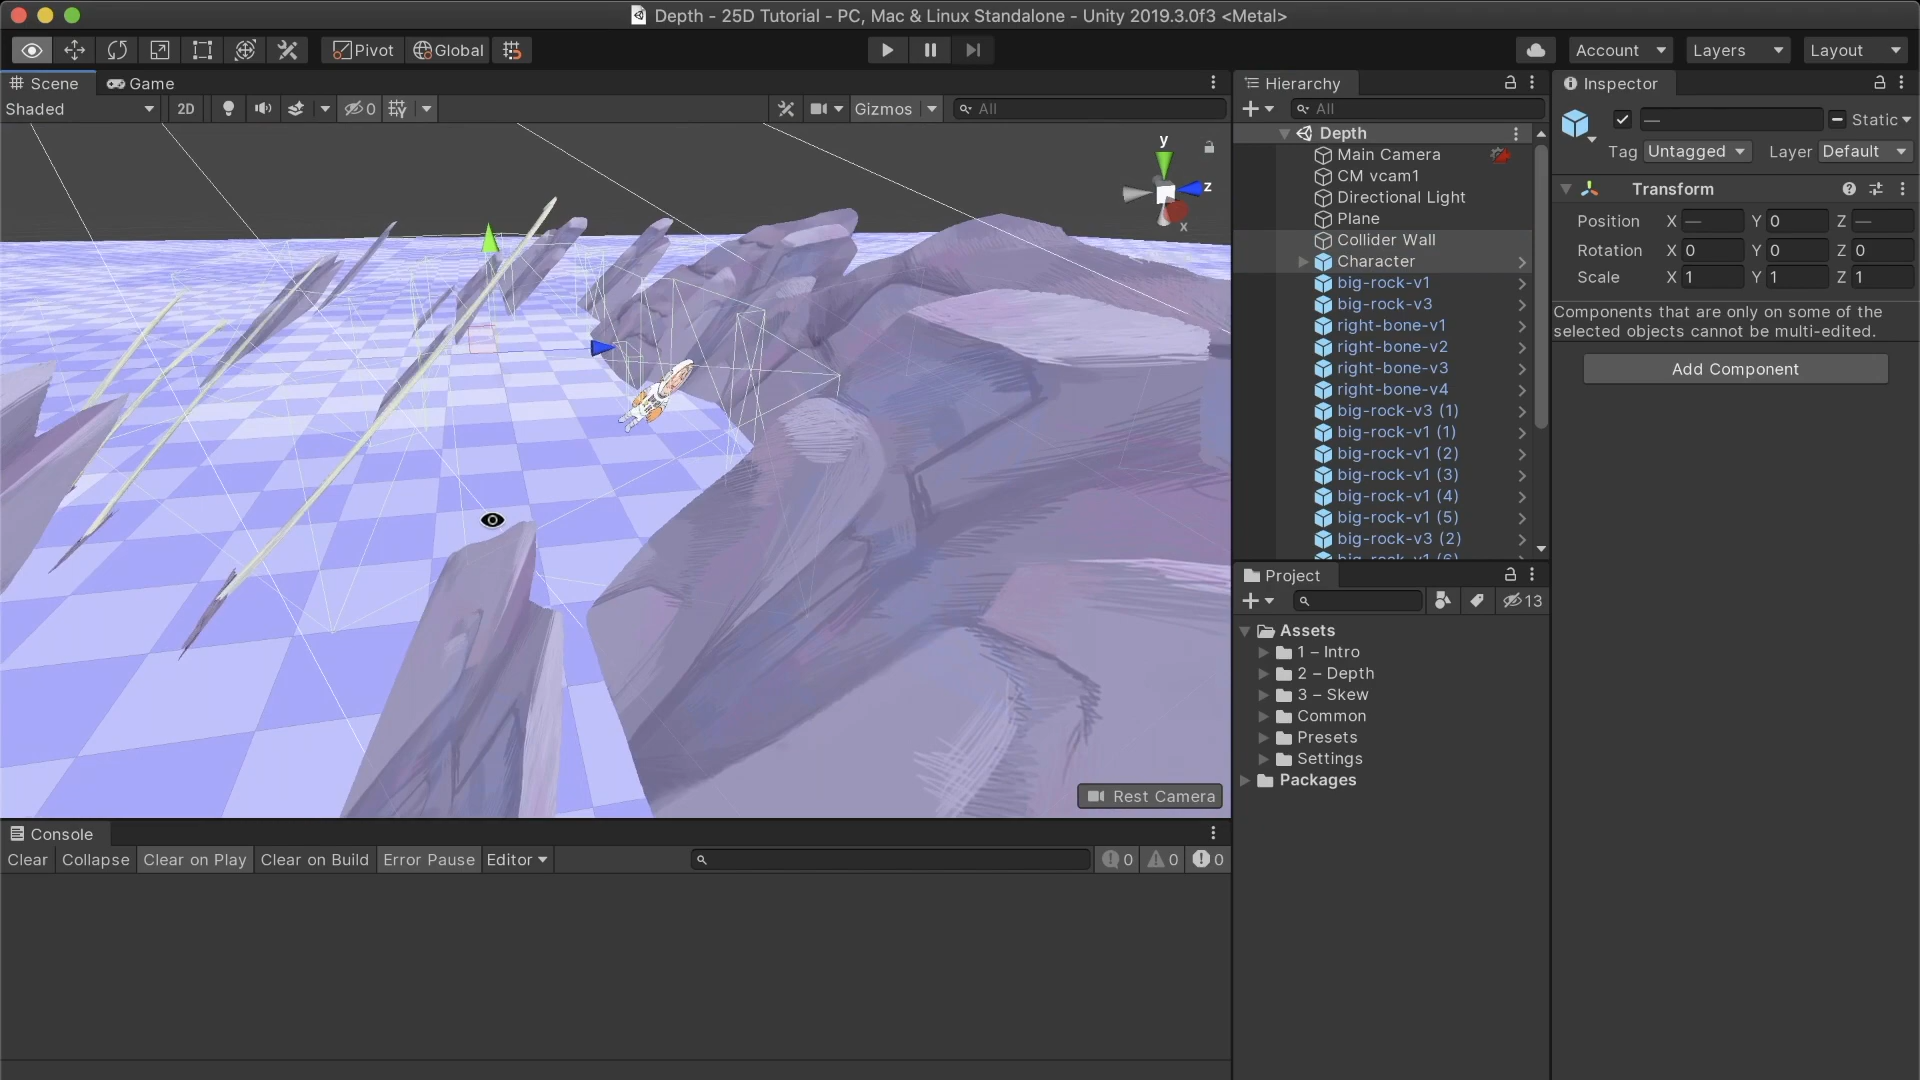 Depth - 25D Tutorial - PC, Mac & Linux Standalone - Unity 2019.3.0f3 <Metal>
Pivot Global Account Layers Layout
Scene Game
Shaded 2D 0 Gizmos All
y
z
x
Rest Camera
Hierarchy
All
Depth
Main Camera
CM vcam1
Directional Light
Plane
Collider Wall
Character
big-rock-v1
big-rock-v3
right-bone-v1
right-bone-v2
right-bone-v3
right-bone-v4
big-rock-v3 (1)
big-rock-v1 (1)
big-rock-v1 (2)
big-rock-v1 (3)
big-rock-v1 (4)
big-rock-v1 (5)
big-rock-v3 (2)
big-rock-v1 (6)
Project
13
Assets
1 – Intro
2 – Depth
3 – Skew
Common
Presets
Settings
Packages
Inspector
— Static
Tag Untagged Layer Default
Transform
Position X — Y 0 Z —
Rotation X 0 Y 0 Z 0
Scale X 1 Y 1 Z 1
Components that are only on some of the
selected objects cannot be multi-edited.
Add Component
Console
Clear Collapse Clear on Play Clear on Build Error Pause Editor 0 0 0